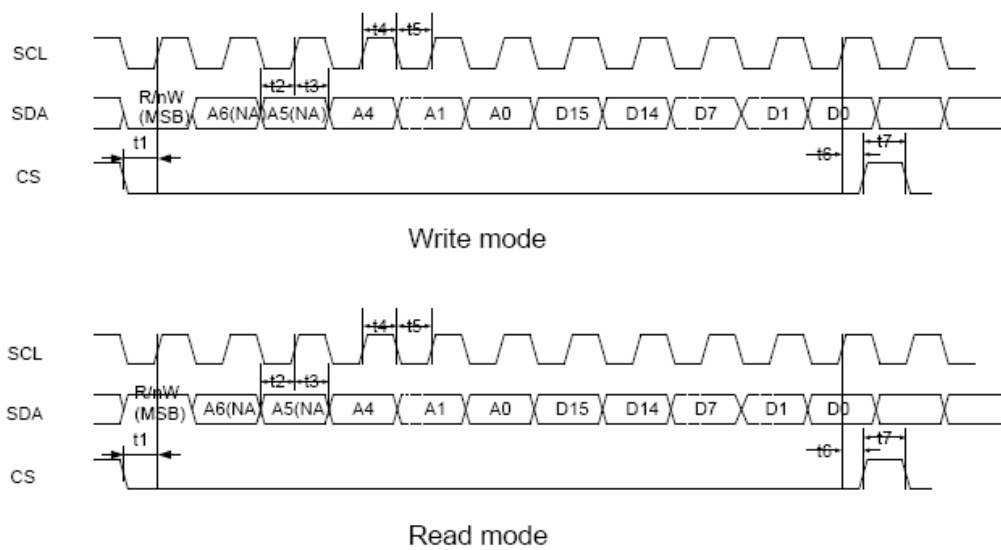 t4 t5
SCL
t2 t3
R/nW
(MSB) A6(NA) A5(NA) A4 A1 A0 D15 D14 D7 D1 D0
SDA
t1 t6 t7
CS
Write mode
t4 t5
SCL
t2 t3
R/nW
(MSB) A6(NA) A5(NA) A4 A1 A0 D15 D14 D7 D1 D0
SDA
t1 t6 t7
CS
Read mode